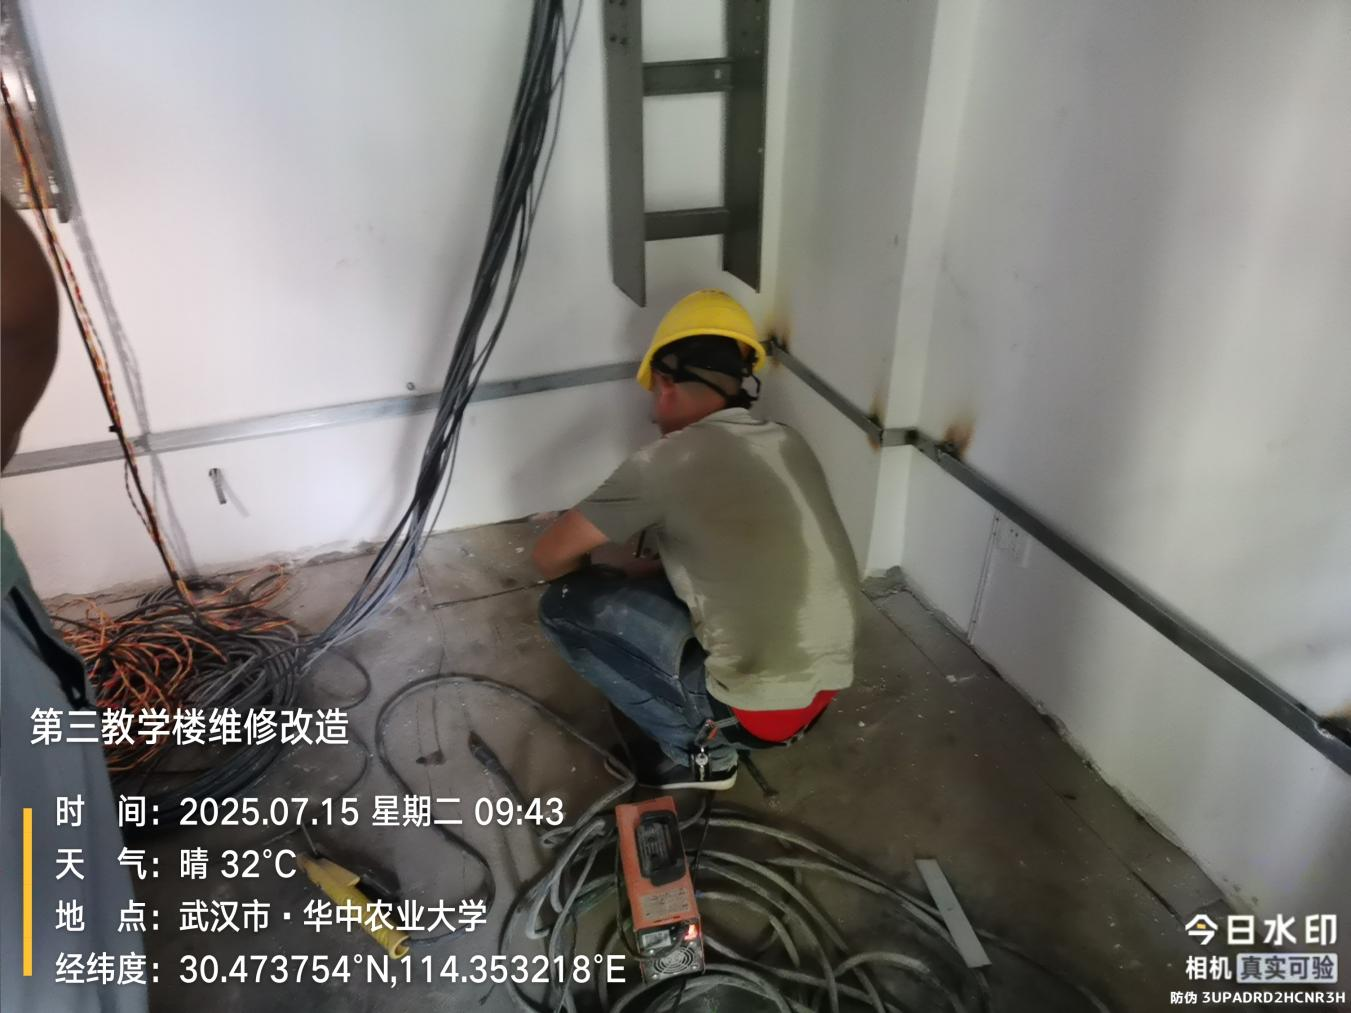 第三教学楼维修改造
时 间：2025.07.15 星期二 09:43
天 气：晴 32°C
地 点：武汉市·华中农业大学
经纬度：30.473754°N,114.353218°E
今日水印
相机 真实可验
防伪 3UPADRD2HCNR3H